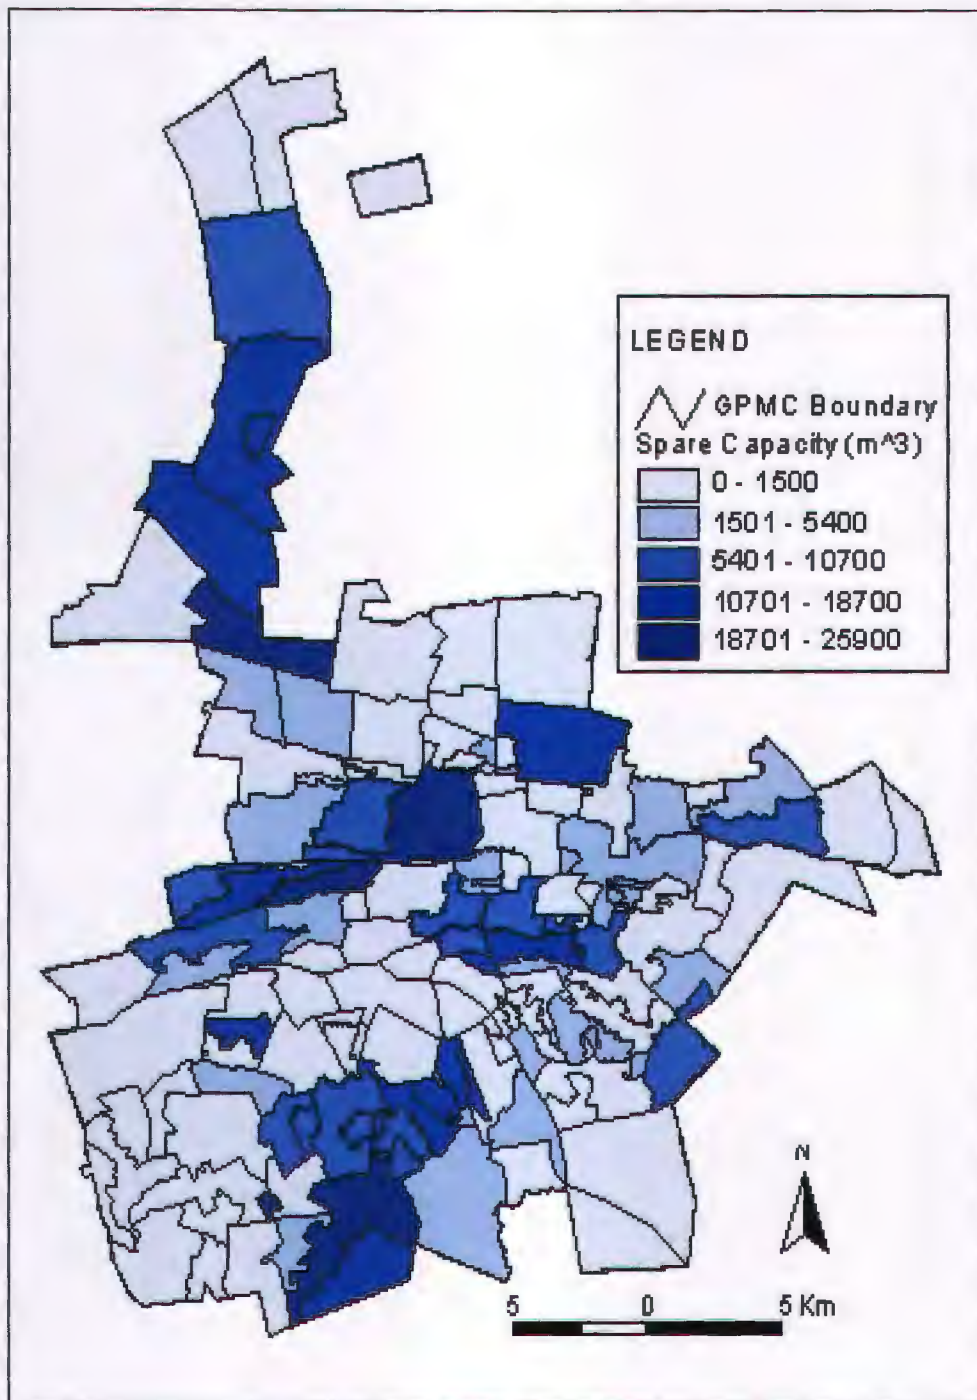 LEGEND
GPMC Boundary
Spare Capacity (m^3)
0 - 1500
1501 - 5400
5401 - 10700
10701 - 18700
18701 - 25900
N
5 0 5 Km